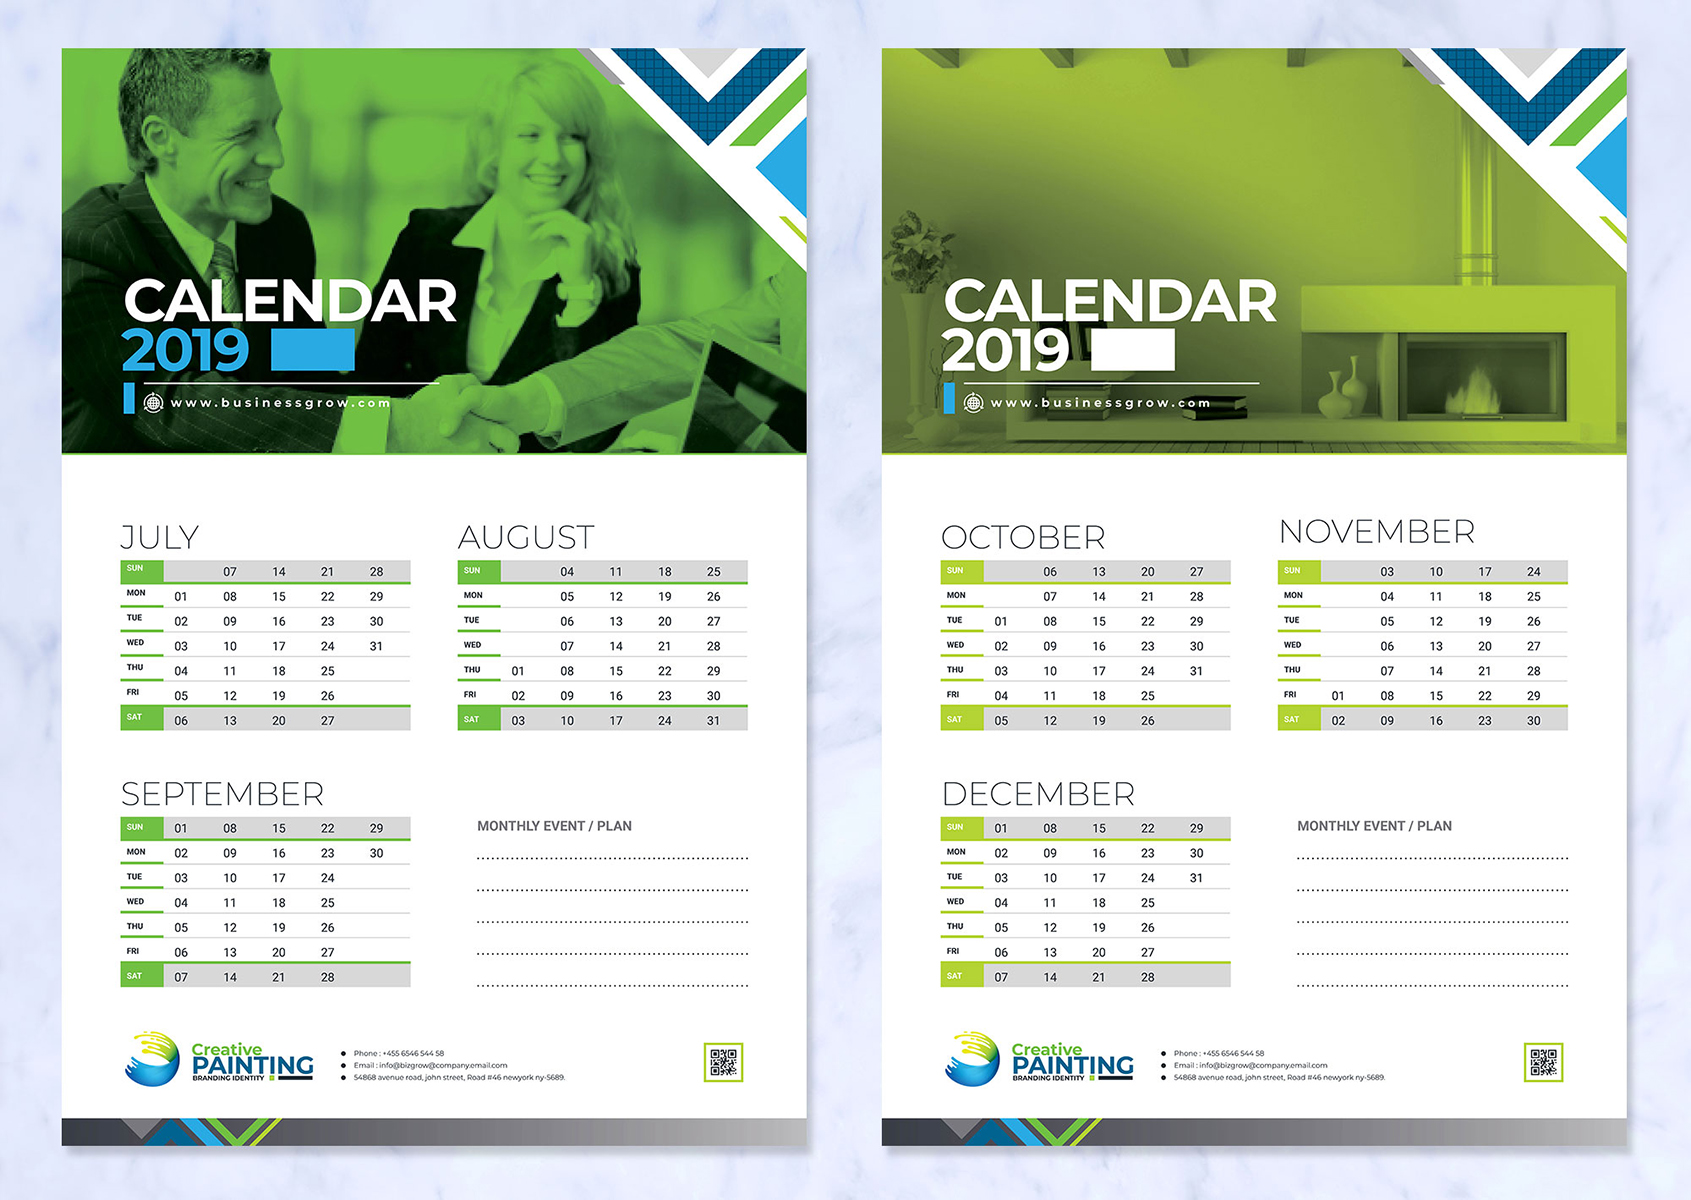 CALENDAR
2019
www.businessgrow.com
JULY
SUN 07 14 21 28
MON 01 08 15 22 29
TUE 02 09 16 23 30
WED 03 10 17 24 31
THU 04 11 18 25
FRI 05 12 19 26
SAT 06 13 20 27
AUGUST
SUN 04 11 18 25
MON 05 12 19 26
TUE 06 13 20 27
WED 07 14 21 28
THU 01 08 15 22 29
FRI 02 09 16 23 30
SAT 03 10 17 24 31
SEPTEMBER
SUN 01 08 15 22 29
MON 02 09 16 23 30
TUE 03 10 17 24
WED 04 11 18 25
THU 05 12 19 26
FRI 06 13 20 27
SAT 07 14 21 28
MONTHLY EVENT / PLAN
Creative
PAINTING
BRANDING IDENTITY
Phone : +455 6546 544 58
Email : info@bizgrow@company.email.com
54868 avenue road, john street, Road #46 newyork ny-5689.
CALENDAR
2019
www.businessgrow.com
OCTOBER
SUN 06 13 20 27
MON 07 14 21 28
TUE 01 08 15 22 29
WED 02 09 16 23 30
THU 03 10 17 24 31
FRI 04 11 18 25
SAT 05 12 19 26
NOVEMBER
SUN 03 10 17 24
MON 04 11 18 25
TUE 05 12 19 26
WED 06 13 20 27
THU 07 14 21 28
FRI 01 08 15 22 29
SAT 02 09 16 23 30
DECEMBER
SUN 01 08 15 22 29
MON 02 09 16 23 30
TUE 03 10 17 24 31
WED 04 11 18 25
THU 05 12 19 26
FRI 06 13 20 27
SAT 07 14 21 28
MONTHLY EVENT / PLAN
Creative
PAINTING
BRANDING IDENTITY
Phone : +455 6546 544 58
Email : info@bizgrow@company.email.com
54868 avenue road, john street, Road #46 newyork ny-5689.